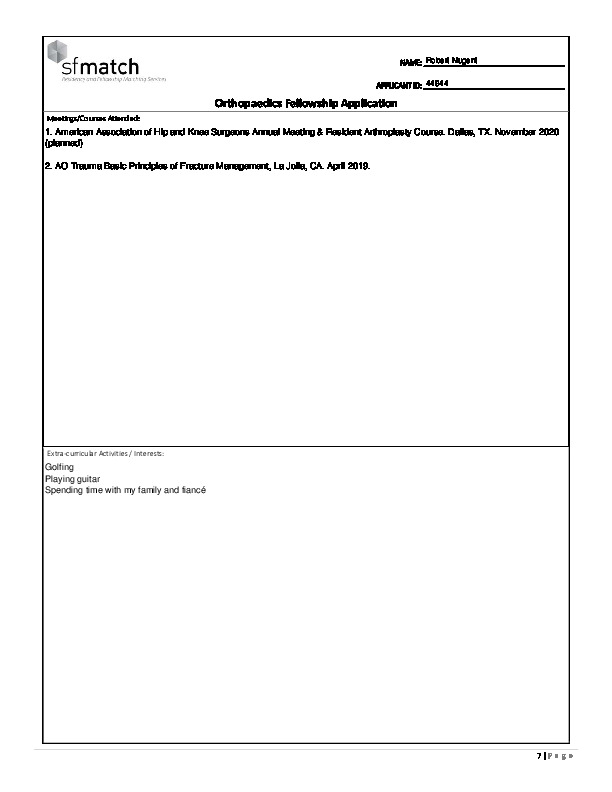 sfmatch
Residency and Fellowship Matching Services
NAME: Robert Nugent
APPLICANT ID: 44644
Orthopaedics Fellowship Application
Meetings/Courses Attended:
1. American Association of Hip and Knee Surgeons Annual Meeting & Resident Arthroplasty Course. Dallas, TX. November 2020
(planned)
2. AO Trauma Basic Principles of Fracture Management, La Jolla, CA. April 2019.
Extra-curricular Activities / Interests:
Golfing
Playing guitar
Spending time with my family and fiancé
7 | Page